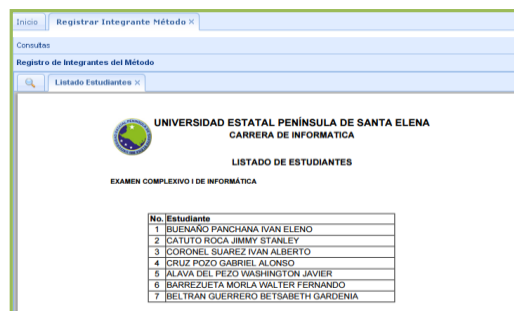 Inicio Registrar Integrante Método ×
Consultas
Registro de Integrantes del Método
Listado Estudiantes ×
UNIVERSIDAD ESTATAL PENÍNSULA DE SANTA ELENA
CARRERA DE INFORMATICA
LISTADO DE ESTUDIANTES
EXAMEN COMPLEXIVO I DE INFORMÁTICA
No. Estudiante
1 BUENAÑO PANCHANA IVAN ELENO
2 CATUTO ROCA JIMMY STANLEY
3 CORONEL SUAREZ IVAN ALBERTO
4 CRUZ POZO GABRIEL ALONSO
5 ALAVA DEL PEZO WASHINGTON JAVIER
6 BARREZUETA MORLA WALTER FERNANDO
7 BELTRAN GUERRERO BETSABETH GARDENIA